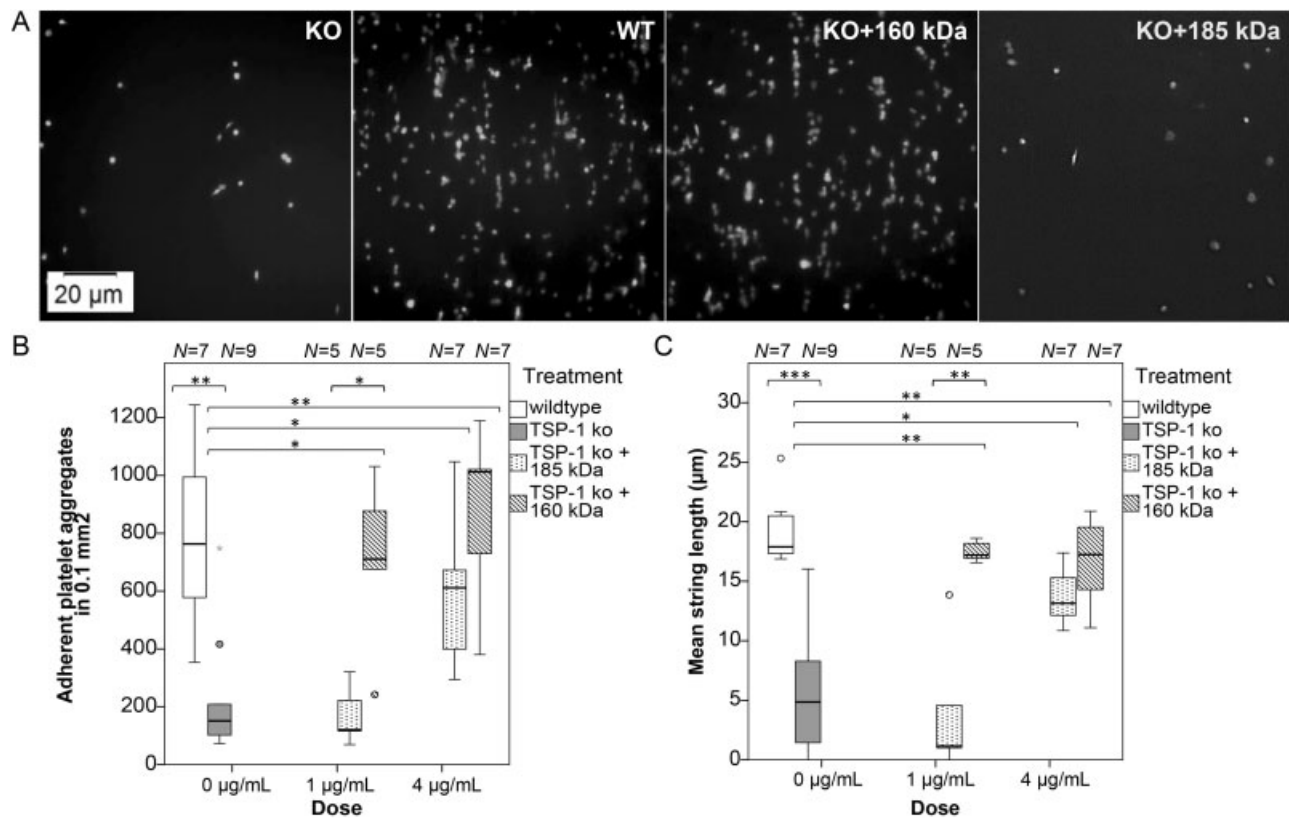 A
KO
WT
KO+160 kDa
KO+185 kDa
20 µm
B
N=7 N=9 N=5 N=5 N=7 N=7
Treatment
wildtype
TSP-1 ko
TSP-1 ko +
185 kDa
TSP-1 ko +
160 kDa
** * ** * *
Adherent platelet aggregates
in 0.1 mm2
1200
1000
800
600
400
200
0
0 µg/mL 1 µg/mL 4 µg/mL
Dose
C
N=7 N=9 N=5 N=5 N=7 N=7
Treatment
wildtype
TSP-1 ko
TSP-1 ko +
185 kDa
TSP-1 ko +
160 kDa
*** ** ** * **
Mean string length (µm)
30
25
20
15
10
5
0
0 µg/mL 1 µg/mL 4 µg/mL
Dose